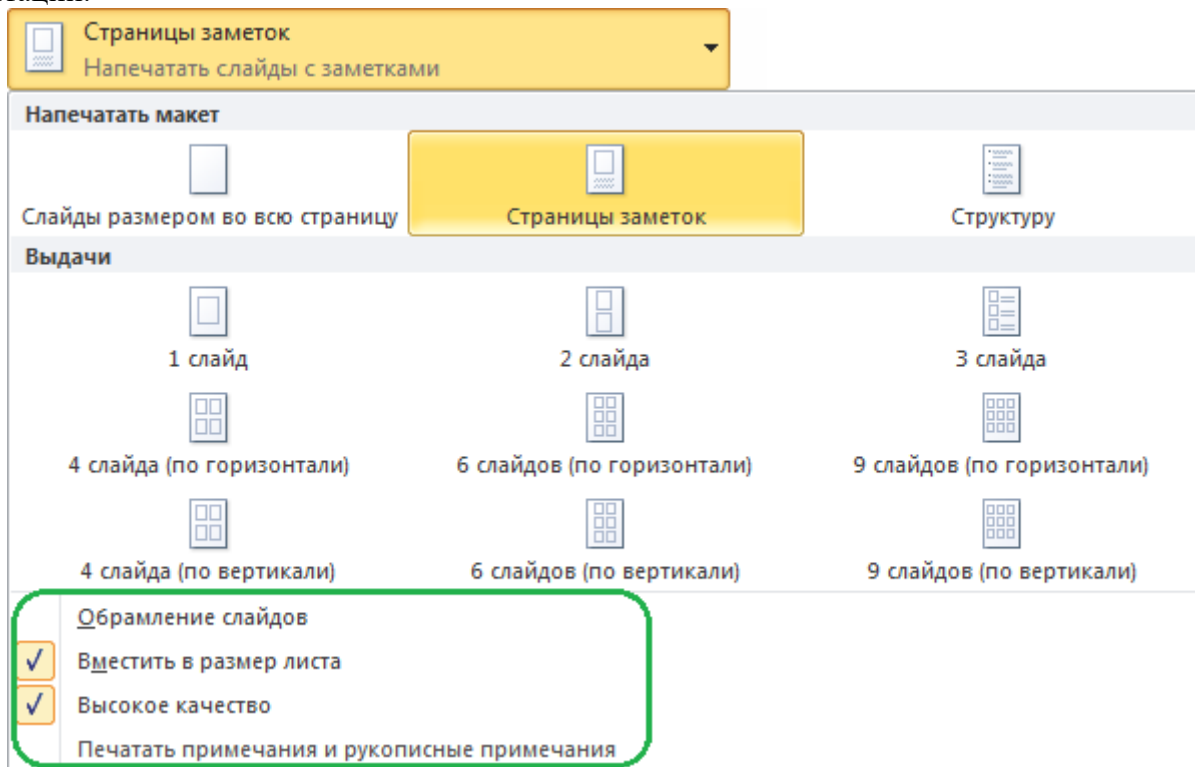 Страницы заметок
Напечатать слайды с заметками
Напечатать макет
Слайды размером во всю страницу Страницы заметок Структуру
Выдачи
1 слайд 2 слайда 3 слайда
4 слайда (по горизонтали) 6 слайдов (по горизонтали) 9 слайдов (по горизонтали)
4 слайда (по вертикали) 6 слайдов (по вертикали) 9 слайдов (по вертикали)
Обрамление слайдов
Вместить в размер листа
Высокое качество
Печатать примечания и рукописные примечания